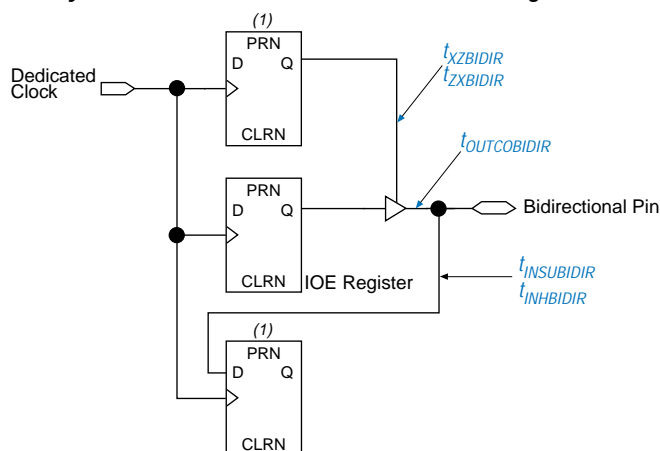 (1)
PRN
D Q
CLRN
Dedicated
Clock
tXZBIDIR
tZXBIDIR
tOUTCOBIDIR
PRN
D Q
CLRN
IOE Register
Bidirectional Pin
tINSUBIDIR
tINHBIDIR
(1)
PRN
D Q
CLRN